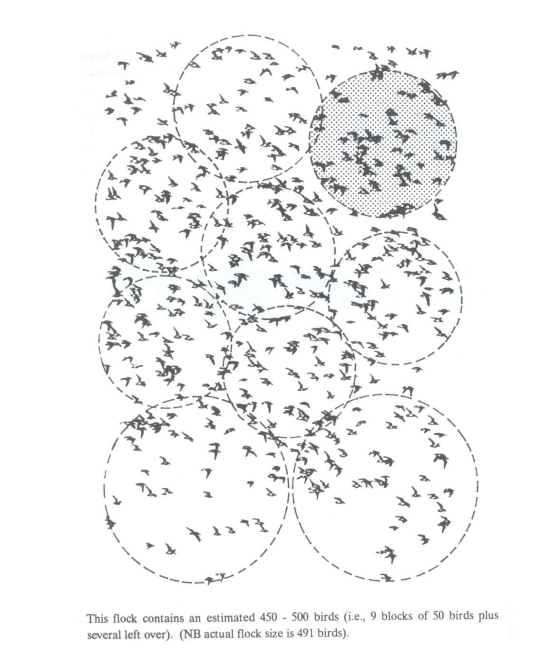 This flock contains an estimated 450 - 500 birds (i.e., 9 blocks of 50 birds plus
several left over). (NB actual flock size is 491 birds).